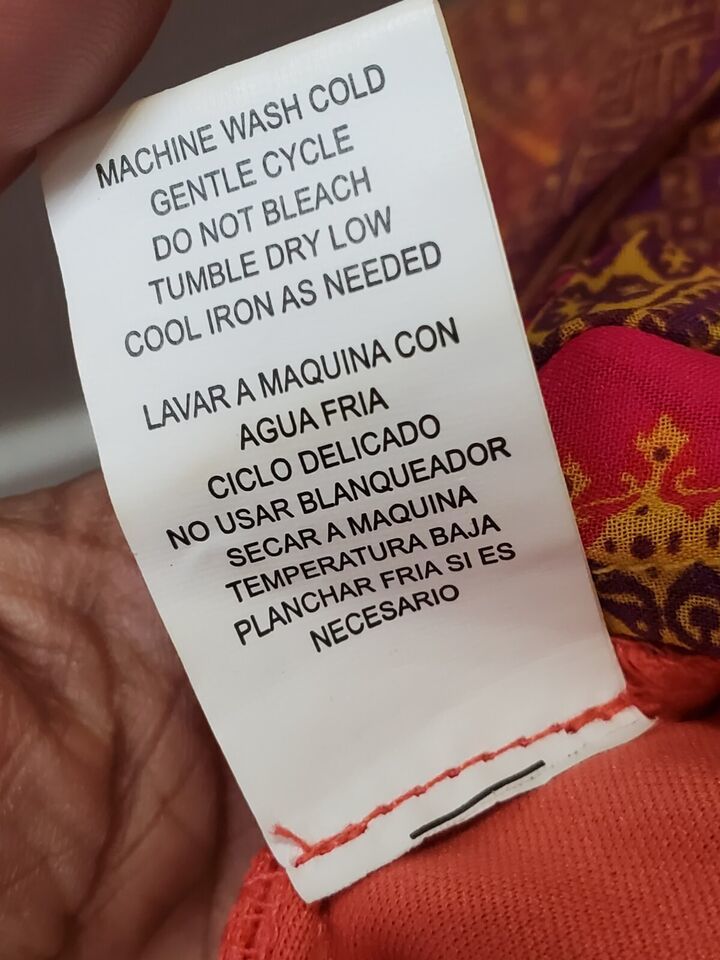 MACHINE WASH COLD
GENTLE CYCLE
DO NOT BLEACH
TUMBLE DRY LOW
COOL IRON AS NEEDED
LAVAR A MAQUINA CON
AGUA FRIA
CICLO DELICADO
NO USAR BLANQUEADOR
SECAR A MAQUINA
TEMPERATURA BAJA
PLANCHAR FRIA SI ES
NECESARIO